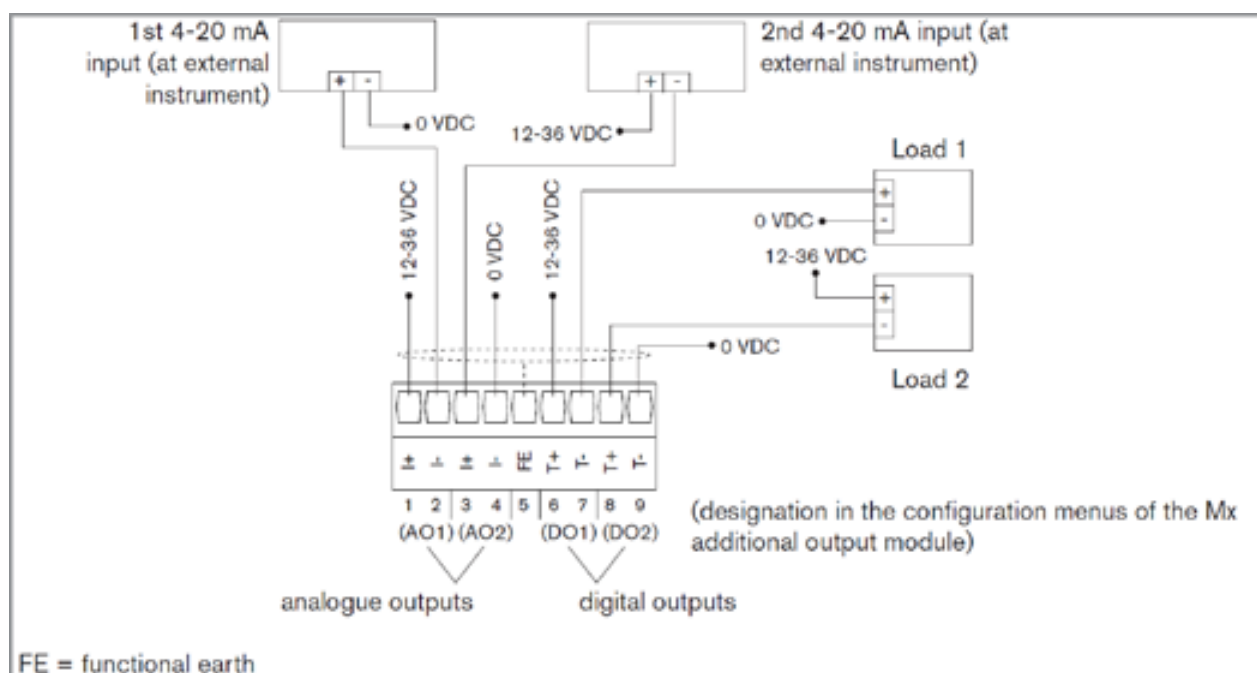 1st 4-20 mA
input (at external
instrument)
2nd 4-20 mA input (at
external instrument)
+ -
+ -
0 VDC
12-36 VDC
Load 1
12-36 VDC
0 VDC
12-36 VDC
+
-
0 VDC
12-36 VDC
+
-
0 VDC
Load 2
I+ I- I+ I- FE T+ T- T+ T-
1 2 3 4 5 6 7 8 9
(AO1) (AO2) (DO1) (DO2)
(designation in the configuration menus of the Mx
additional output module)
analogue outputs digital outputs
FE = functional earth